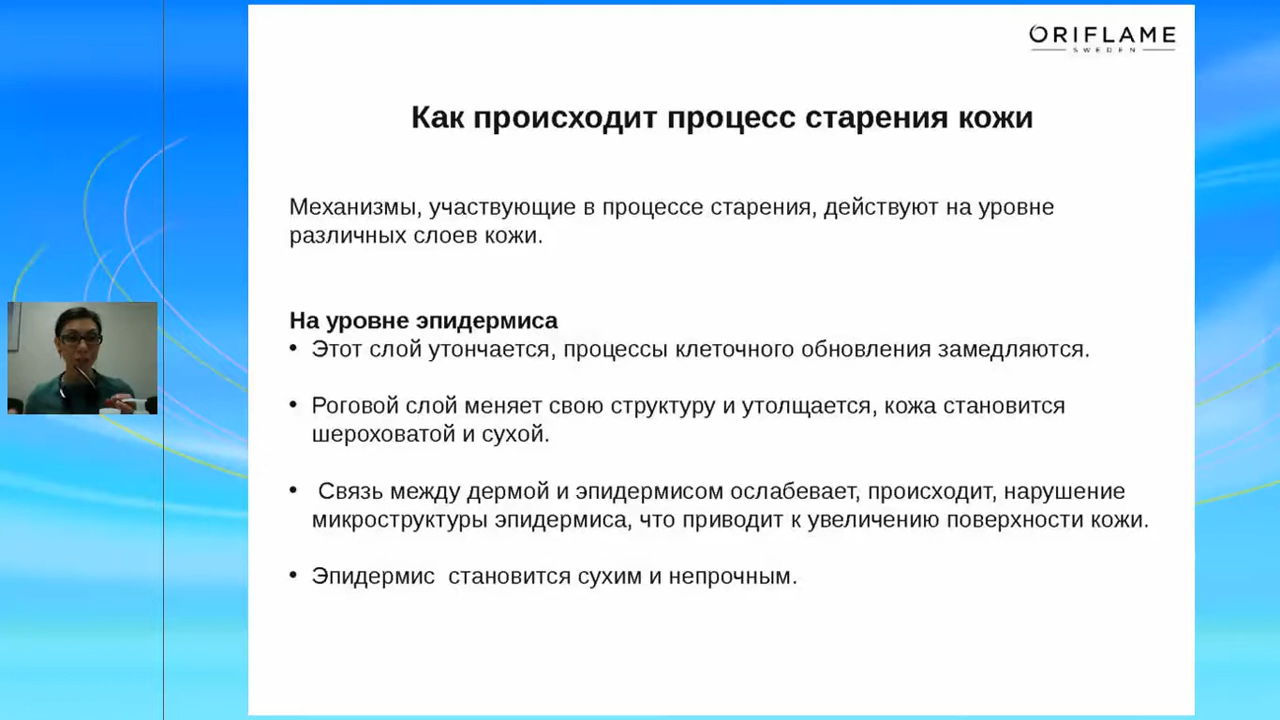 ORIFLAME
SWEDEN
Как происходит процесс старения кожи
Механизмы, участвующие в процессе старения, действуют на уровне
различных слоев кожи.
На уровне эпидермиса
• Этот слой утончается, процессы клеточного обновления замедляются.
• Роговой слой меняет свою структуру и утолщается, кожа становится
шероховатой и сухой.
• Связь между дермой и эпидермисом ослабевает, происходит, нарушение
микроструктуры эпидермиса, что приводит к увеличению поверхности кожи.
• Эпидермис становится сухим и непрочным.